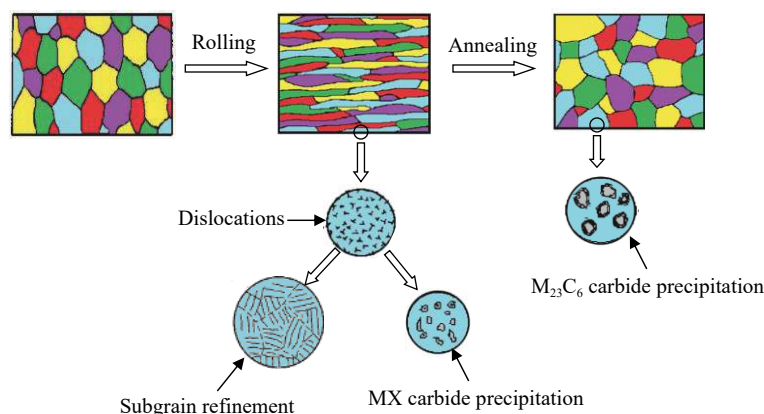 Rolling
Annealing
Dislocations
M₂₃C₆ carbide precipitation
Subgrain refinement
MX carbide precipitation